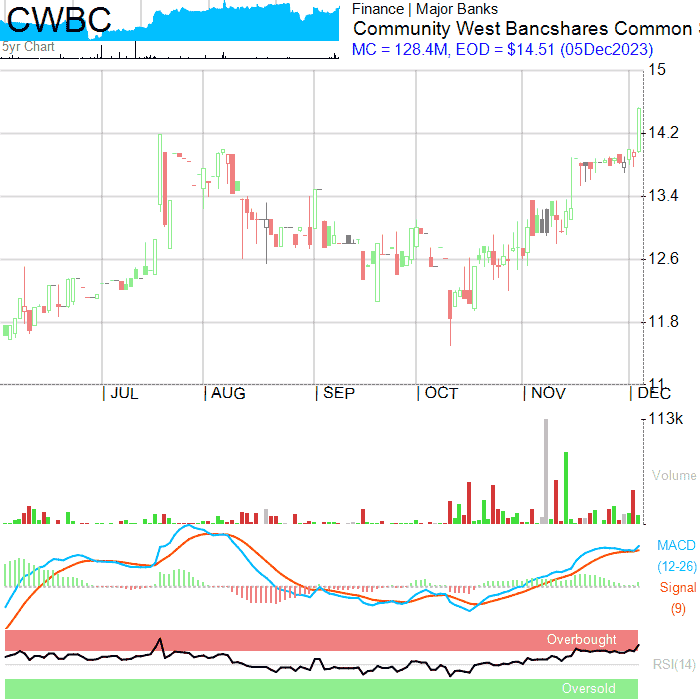 CWBC
5yr Chart
Finance | Major Banks
Community West Bancshares Common
MC = 128.4M, EOD = $14.51 (05Dec2023)
15
14.2
13.4
12.6
11.8
11
| JUL | AUG | SEP | OCT | NOV | DEC
113k
Volume
MACD
(12-26)
Signal
(9)
Overbought
RSI(14)
Oversold